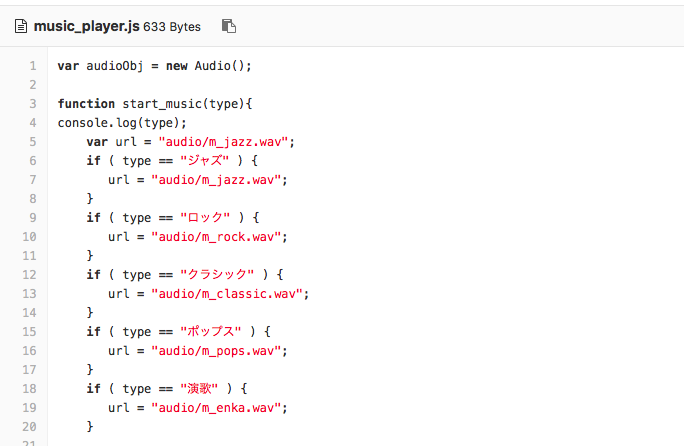 music_player.js 633 Bytes
1 var audioObj = new Audio();
2
3 function start_music(type){
4 console.log(type);
5     var url = "audio/m_jazz.wav";
6     if ( type == "ジャズ" ) {
7        url = "audio/m_jazz.wav";
8     }
9     if ( type == "ロック" ) {
10        url = "audio/m_rock.wav";
11     }
12     if ( type == "クラシック" ) {
13        url = "audio/m_classic.wav";
14     }
15     if ( type == "ポップス" ) {
16        url = "audio/m_pops.wav";
17     }
18     if ( type == "演歌" ) {
19        url = "audio/m_enka.wav";
20     }
21